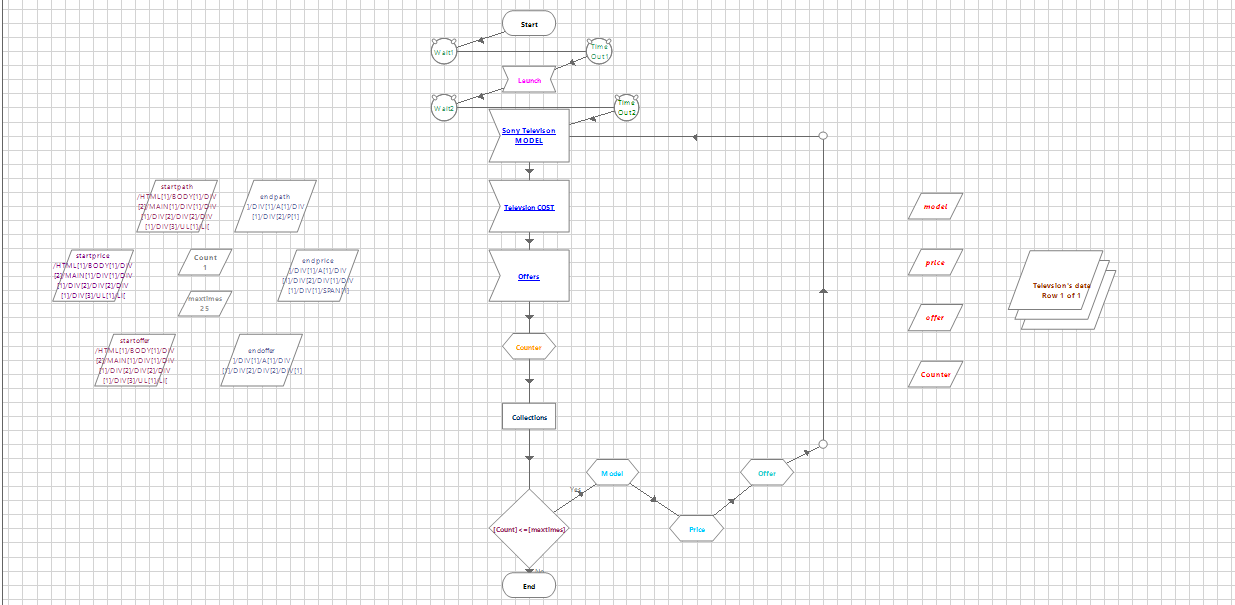 Start
Wait1
Time
Out1
Launch
Wait2
Time
Out2
Sony Televison
MODEL
startpath
/HTML[1]/BODY[1]/DIV
[2]/MAIN[1]/DIV[1]/DIV
[1]/DIV[2]/DIV[2]/DIV
[1]/DIV[3]/UL[1]/LI[
endpath
]/DIV[1]/A[1]/DIV
[1]/DIV[2]/P[1]
Televsion COST
model
startprice
/HTML[1]/BODY[1]/DIV
[2]/MAIN[1]/DIV[1]/DIV
[1]/DIV[2]/DIV[2]/DIV
[1]/DIV[3]/UL[1]/LI[
Count
1
endprice
]/DIV[1]/A[1]/DIV
[1]/DIV[2]/DIV[1]/DIV
[1]/DIV[1]/SPAN[1]
Offers
price
Televsion's data
Row 1 of 1
maxtimes
25
offer
startoffer
/HTML[1]/BODY[1]/DIV
[2]/MAIN[1]/DIV[1]/DIV
[1]/DIV[2]/DIV[2]/DIV
[1]/DIV[3]/UL[1]/LI[
endoffer
]/DIV[1]/A[1]/DIV
[1]/DIV[2]/DIV[2]/DIV[1]
Counter
Counter
Collections
Yes
Model
Offer
[Count]<=[maxtimes]
Price
No
End